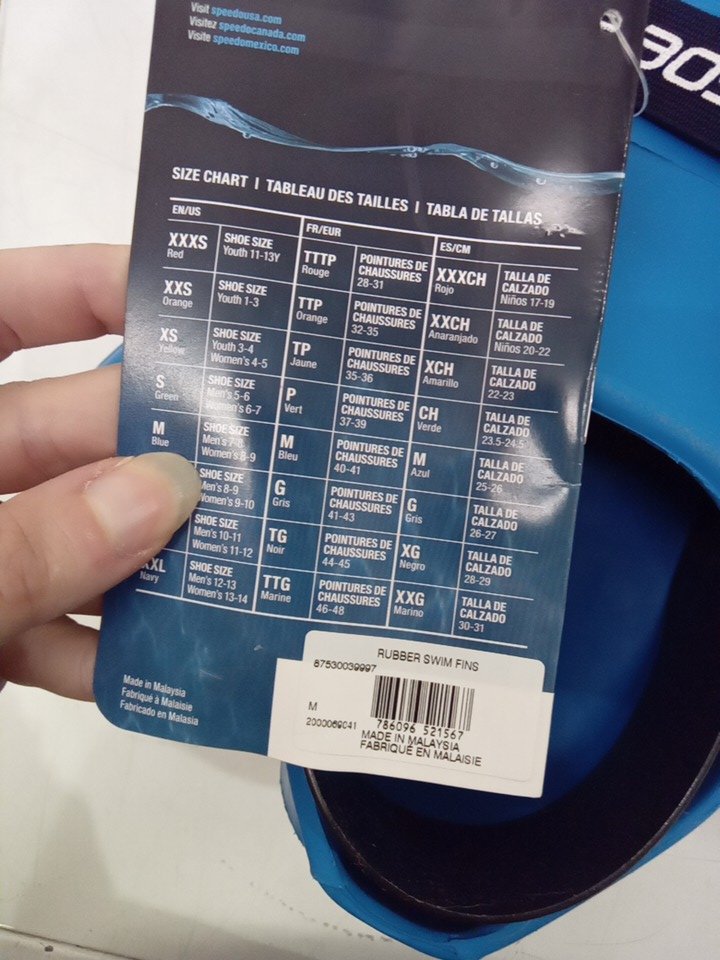 Visit speedousa.com
Visitez speedocanada.com
Visite speedomexico.com
SIZE CHART | TABLEAU DES TAILLES | TABLA DE TALLAS
EN/US
FR/EUR
ES/CM
XXXS
Red
SHOE SIZE
Youth 11-13Y
TTTP
Rouge
POINTURES DE
CHAUSSURES
28-31
XXXCH
Rojo
TALLA DE
CALZADO
Niños 17-19
XXS
Orange
SHOE SIZE
Youth 1-3
TTP
Orange
POINTURES DE
CHAUSSURES
32-35
XXCH
Anaranjado
TALLA DE
CALZADO
Niños 20-22
XS
Yellow
SHOE SIZE
Youth 3-4
Women's 4-5
TP
Jaune
POINTURES DE
CHAUSSURES
35-36
XCH
Amarillo
TALLA DE
CALZADO
22-23
S
Green
SHOE SIZE
Men's 5-6
Women's 6-7
P
Vert
POINTURES DE
CHAUSSURES
37-39
CH
Verde
TALLA DE
CALZADO
23.5-24.5
M
Blue
SHOE SIZE
Men's 7-8
Women's 8-9
M
Bleu
POINTURES DE
CHAUSSURES
40-41
M
Azul
TALLA DE
CALZADO
25-26
SHOE SIZE
Men's 8-9
Women's 9-10
G
Gris
POINTURES DE
CHAUSSURES
41-43
G
Gris
TALLA DE
CALZADO
26-27
SHOE SIZE
Men's 10-11
Women's 11-12
TG
Noir
POINTURES DE
CHAUSSURES
44-45
XG
Negro
TALLA DE
CALZADO
28-29
XXL
Navy
SHOE SIZE
Men's 12-13
Women's 13-14
TTG
Marine
POINTURES DE
CHAUSSURES
46-48
XXG
Marino
TALLA DE
CALZADO
30-31
Made in Malaysia
Fabriqué à Malaisie
Fabricado en Malasia
RUBBER SWIM FINS
87530039997
M
2000069041
786096 521567
MADE IN MALAYSIA
FABRIQUÉ EN MALAISIE